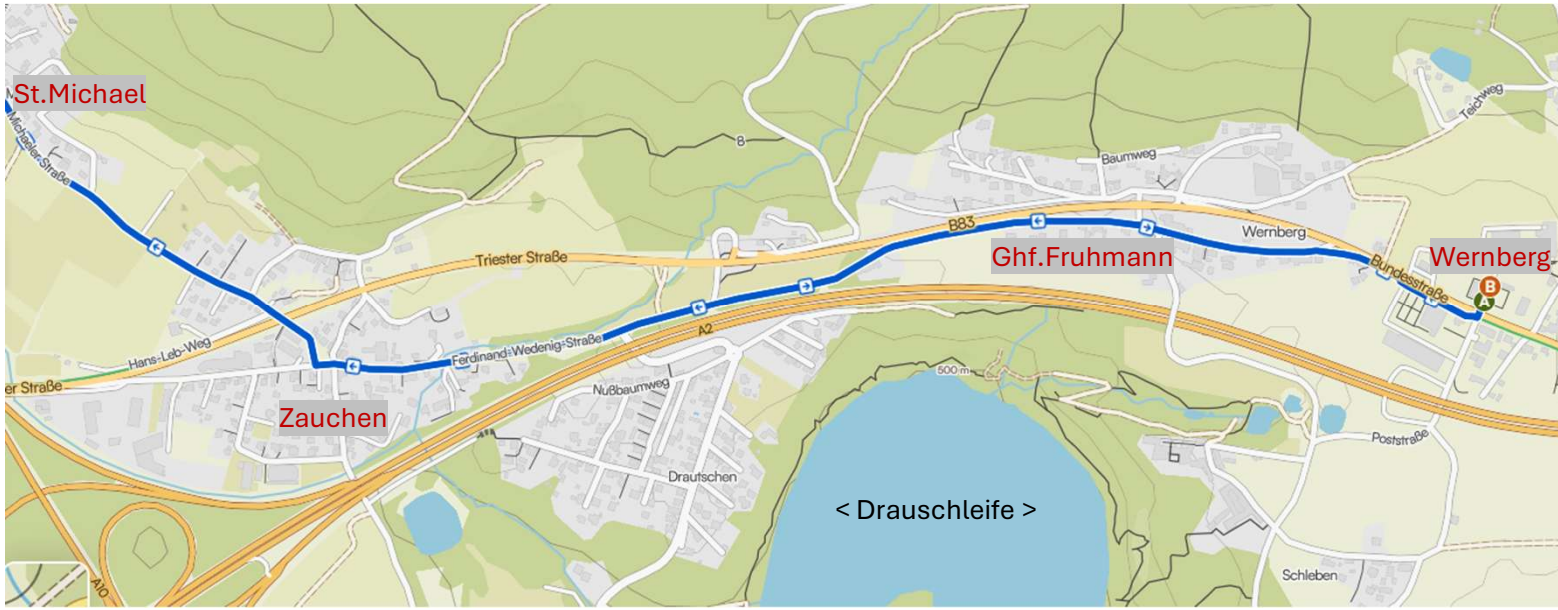 St.Michael
Michaeler-Straße
8
Baumweg
Teichweg
B83
Wernberg
Triester Straße
Ghf.Fruhmann
Wernberg
Bundesstraße
B
A
A2
Hans-Leb-Weg
Ferdinand-Wedenig-Straße
er Straße
500 m
Nußbaumweg
Zauchen
Poststraße
Drautschen
< Drauschleife >
Schleben
A10